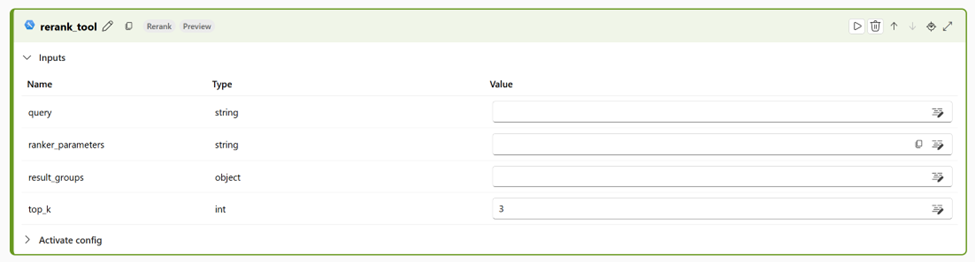 rerank_tool Rerank Preview
Inputs
Name Type Value
query string
ranker_parameters string
result_groups object
top_k int 3
Activate config